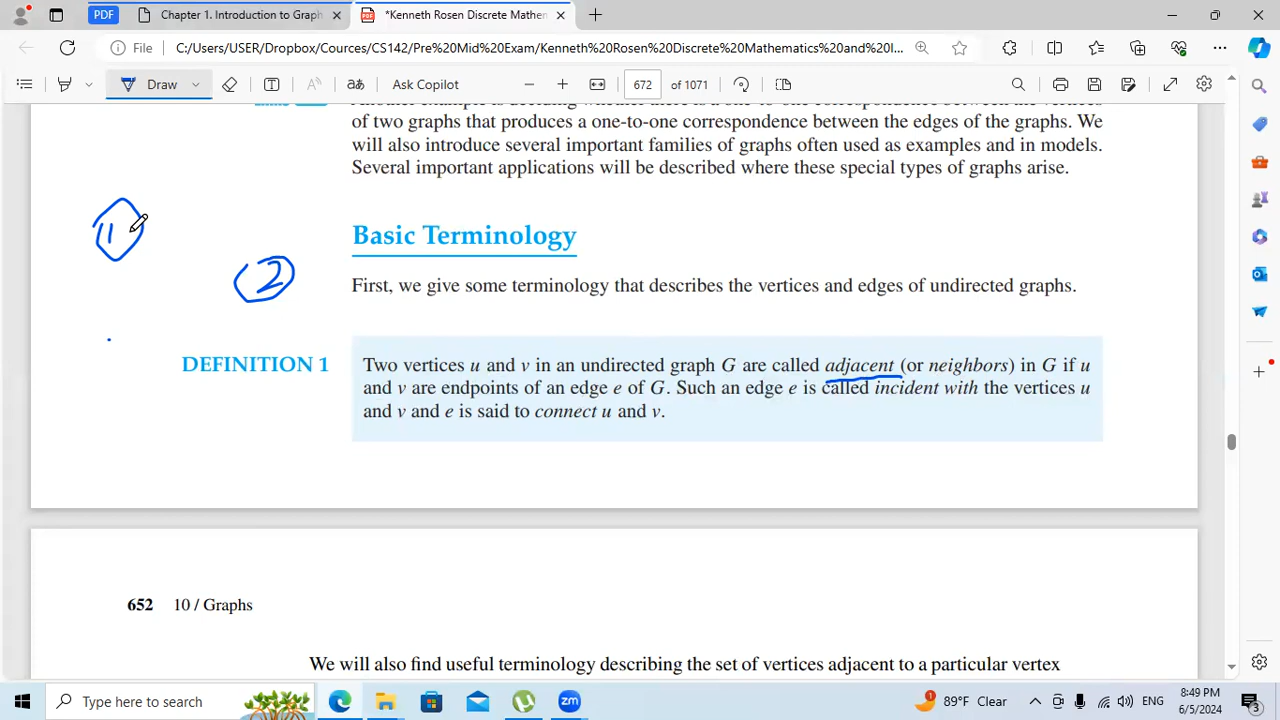 PDF
Chapter 1. Introduction to Graph
*Kenneth Rosen Discrete Mathen
File
C:/Users/USER/Dropbox/Cources/CS142/Pre%20Mid%20Exam/Kenneth%20Rosen%20Discrete%20Mathematics%20and%20I...
Draw
Ask Copilot
672 of 1071
of two graphs that produces a one-to-one correspondence between the edges of the graphs. We
will also introduce several important families of graphs often used as examples and in models.
Several important applications will be described where these special types of graphs arise.
Basic Terminology
2
First, we give some terminology that describes the vertices and edges of undirected graphs.
DEFINITION 1
Two vertices u and v in an undirected graph G are called adjacent (or neighbors) in G if u
and v are endpoints of an edge e of G. Such an edge e is called incident with the vertices u
and v and e is said to connect u and v.
652 10 / Graphs
We will also find useful terminology describing the set of vertices adjacent to a particular vertex
Type here to search
zm
1
89°F Clear
ENG
8:49 PM
6/5/2024
3